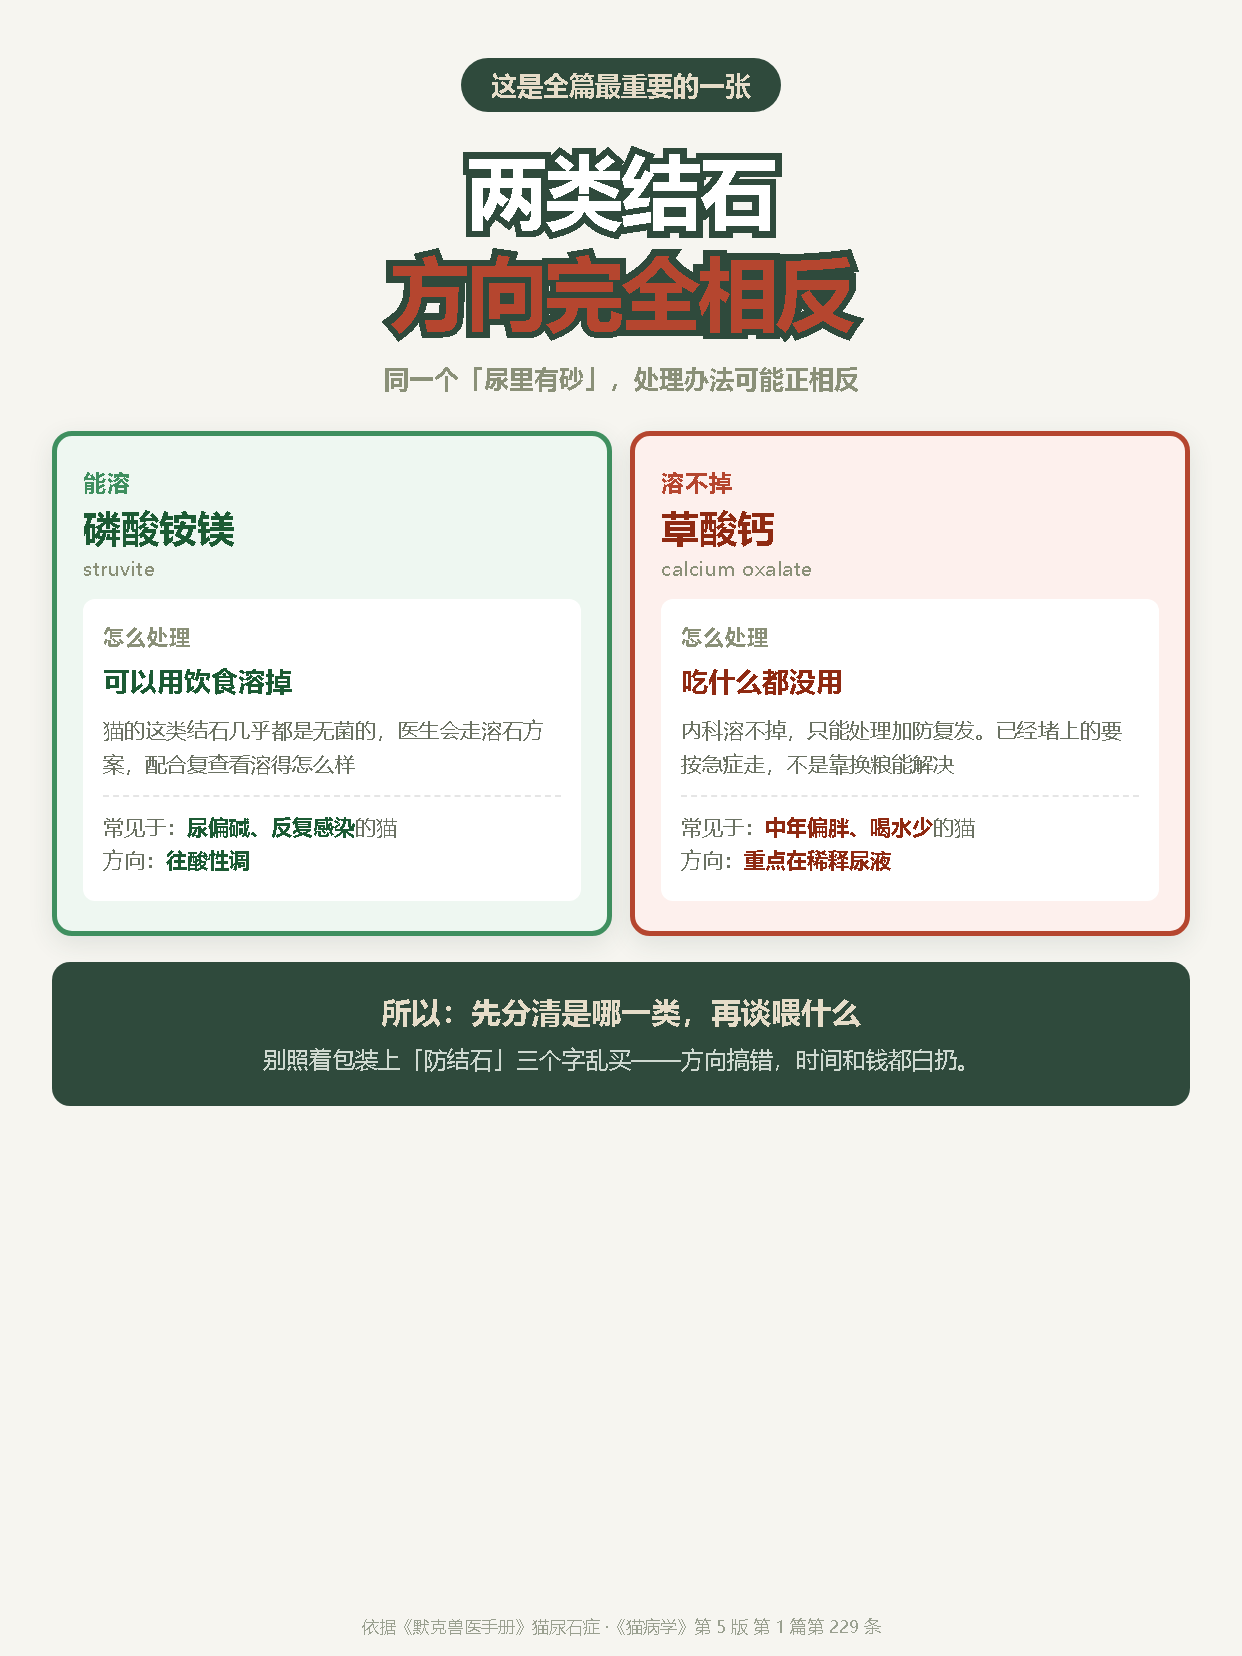 这是全篇最重要的一张
两类结石
方向完全相反
同一个「尿里有砂」，处理办法可能正相反
能溶
磷酸铵镁
struvite
怎么处理
可以用饮食溶掉
猫的这类结石几乎都是无菌的，医生会走溶石方
案，配合复查看溶得怎么样
常见于：尿偏碱、反复感染的猫
方向：往酸性调
溶不掉
草酸钙
calcium oxalate
怎么处理
吃什么都没用
内科溶不掉，只能处理加防复发。已经堵上的要
按急症走，不是靠换粮能解决
常见于：中年偏胖、喝水少的猫
方向：重点在稀释尿液
所以：先分清是哪一类，再谈喂什么
别照着包装上「防结石」三个字乱买——方向搞错，时间和钱都白扔。
依据《默克兽医手册》猫尿石症 ·《猫病学》第 5 版 第 1 篇第 229 条